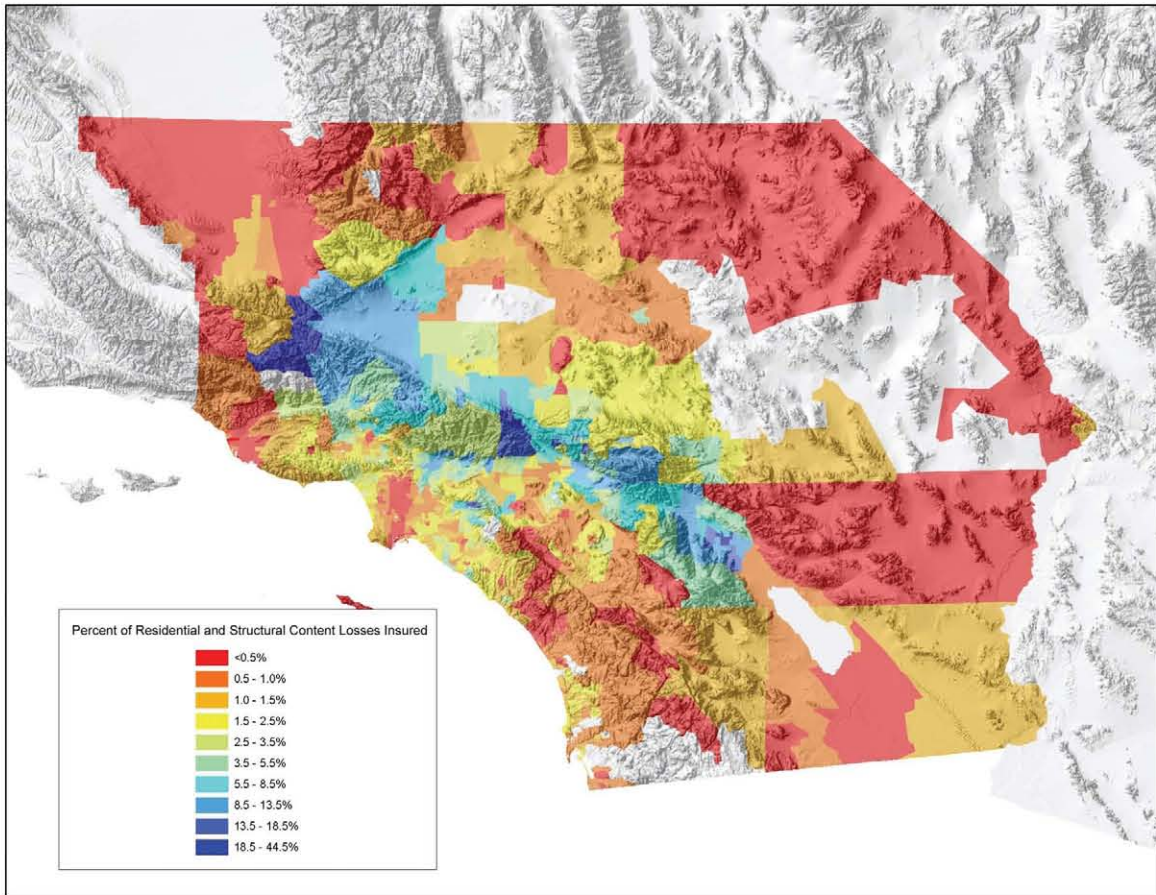 Percent of Residential and Structural Content Losses Insured
<0.5%
0.5 - 1.0%
1.0 - 1.5%
1.5 - 2.5%
2.5 - 3.5%
3.5 - 5.5%
5.5 - 8.5%
8.5 - 13.5%
13.5 - 18.5%
18.5 - 44.5%